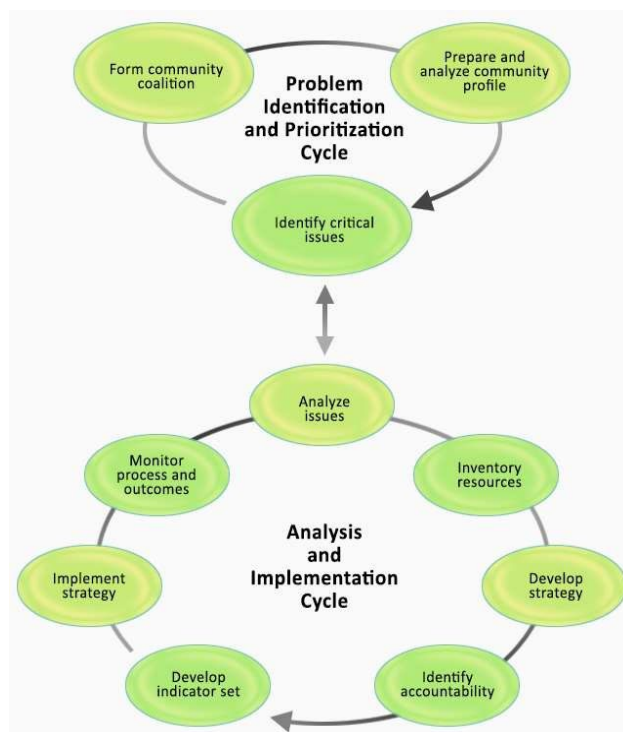 Form community
coalition
Prepare and
analyze community
profile
Problem
Identification
and Prioritization
Cycle
Identify critical
issues
Analyze
issues
Monitor
process and
outcomes
Inventory
resources
Analysis
and
Implementation
Cycle
Implement
strategy
Develop
strategy
Develop
indicator set
Identify
accountability